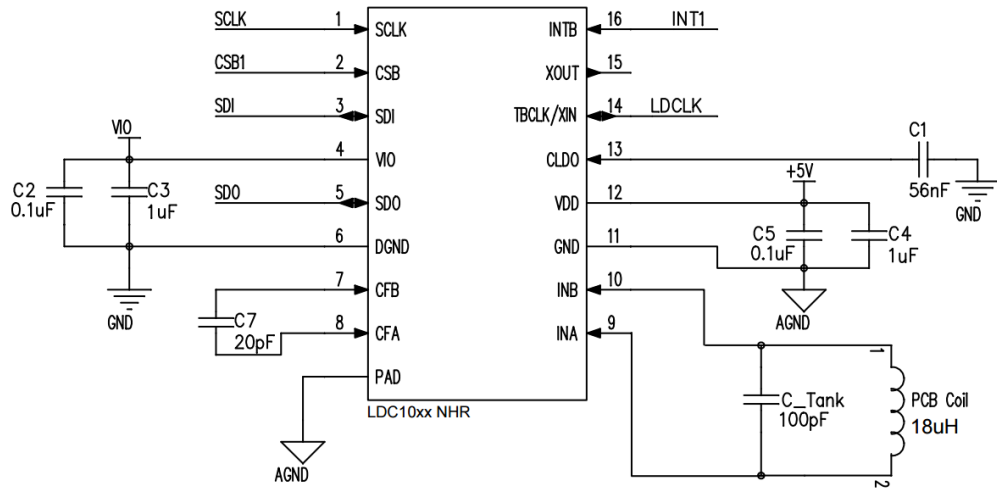 SCLK 1 SCLK INTB 16 INT1
CSB1 2 CSB XOUT 15
SDI 3 SDI TBCLK/XIN 14 LDCLK
VIO 4 VIO CLDO 13 C1 56nF GND
C2 0.1uF C3 1uF SDO 5 SDO VDD 12 +5V
6 DGND GND 11 C5 0.1uF C4 1uF
GND 7 CFB INB 10 AGND
C7 20pF 8 CFA INA 9
PAD 1
LDC10xx NHR C_Tank 100pF PCB Coil 18uH
AGND 2